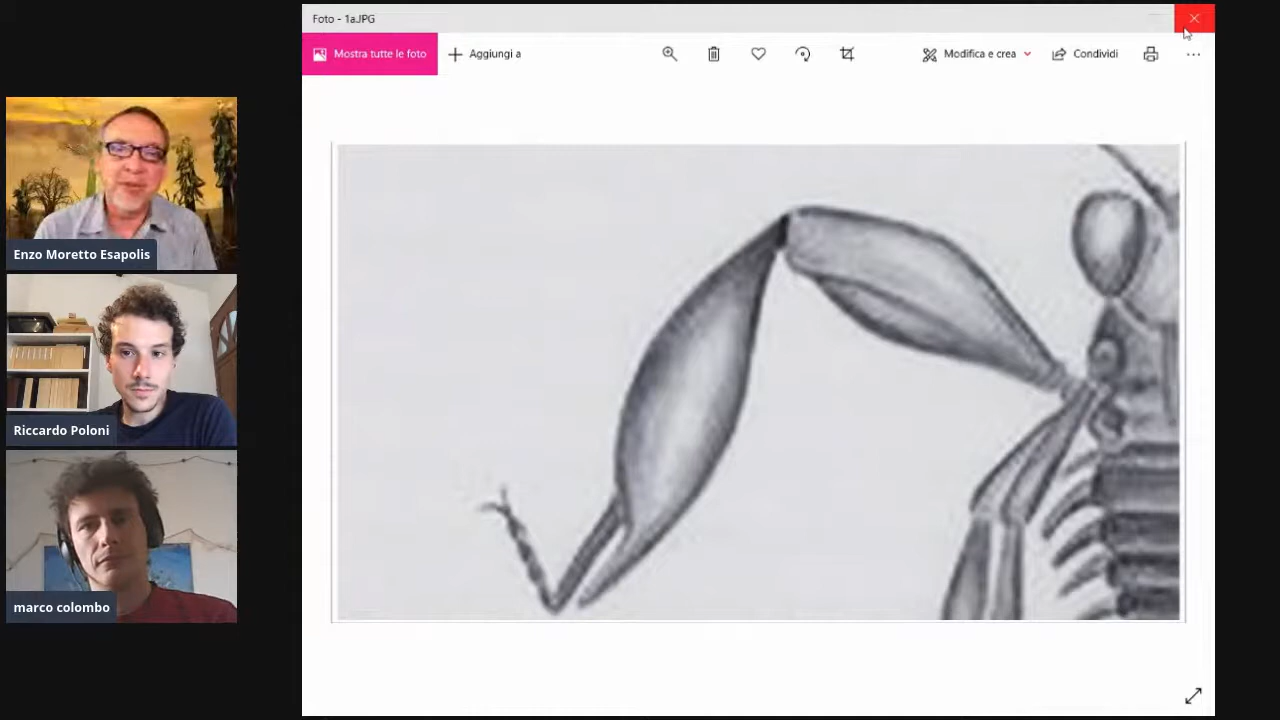 Foto - 1a.JPG
Mostra tutte le foto
Aggiungi a
Modifica e crea
Condividi
Enzo Moretto Esapolis
Riccardo Poloni
marco colombo